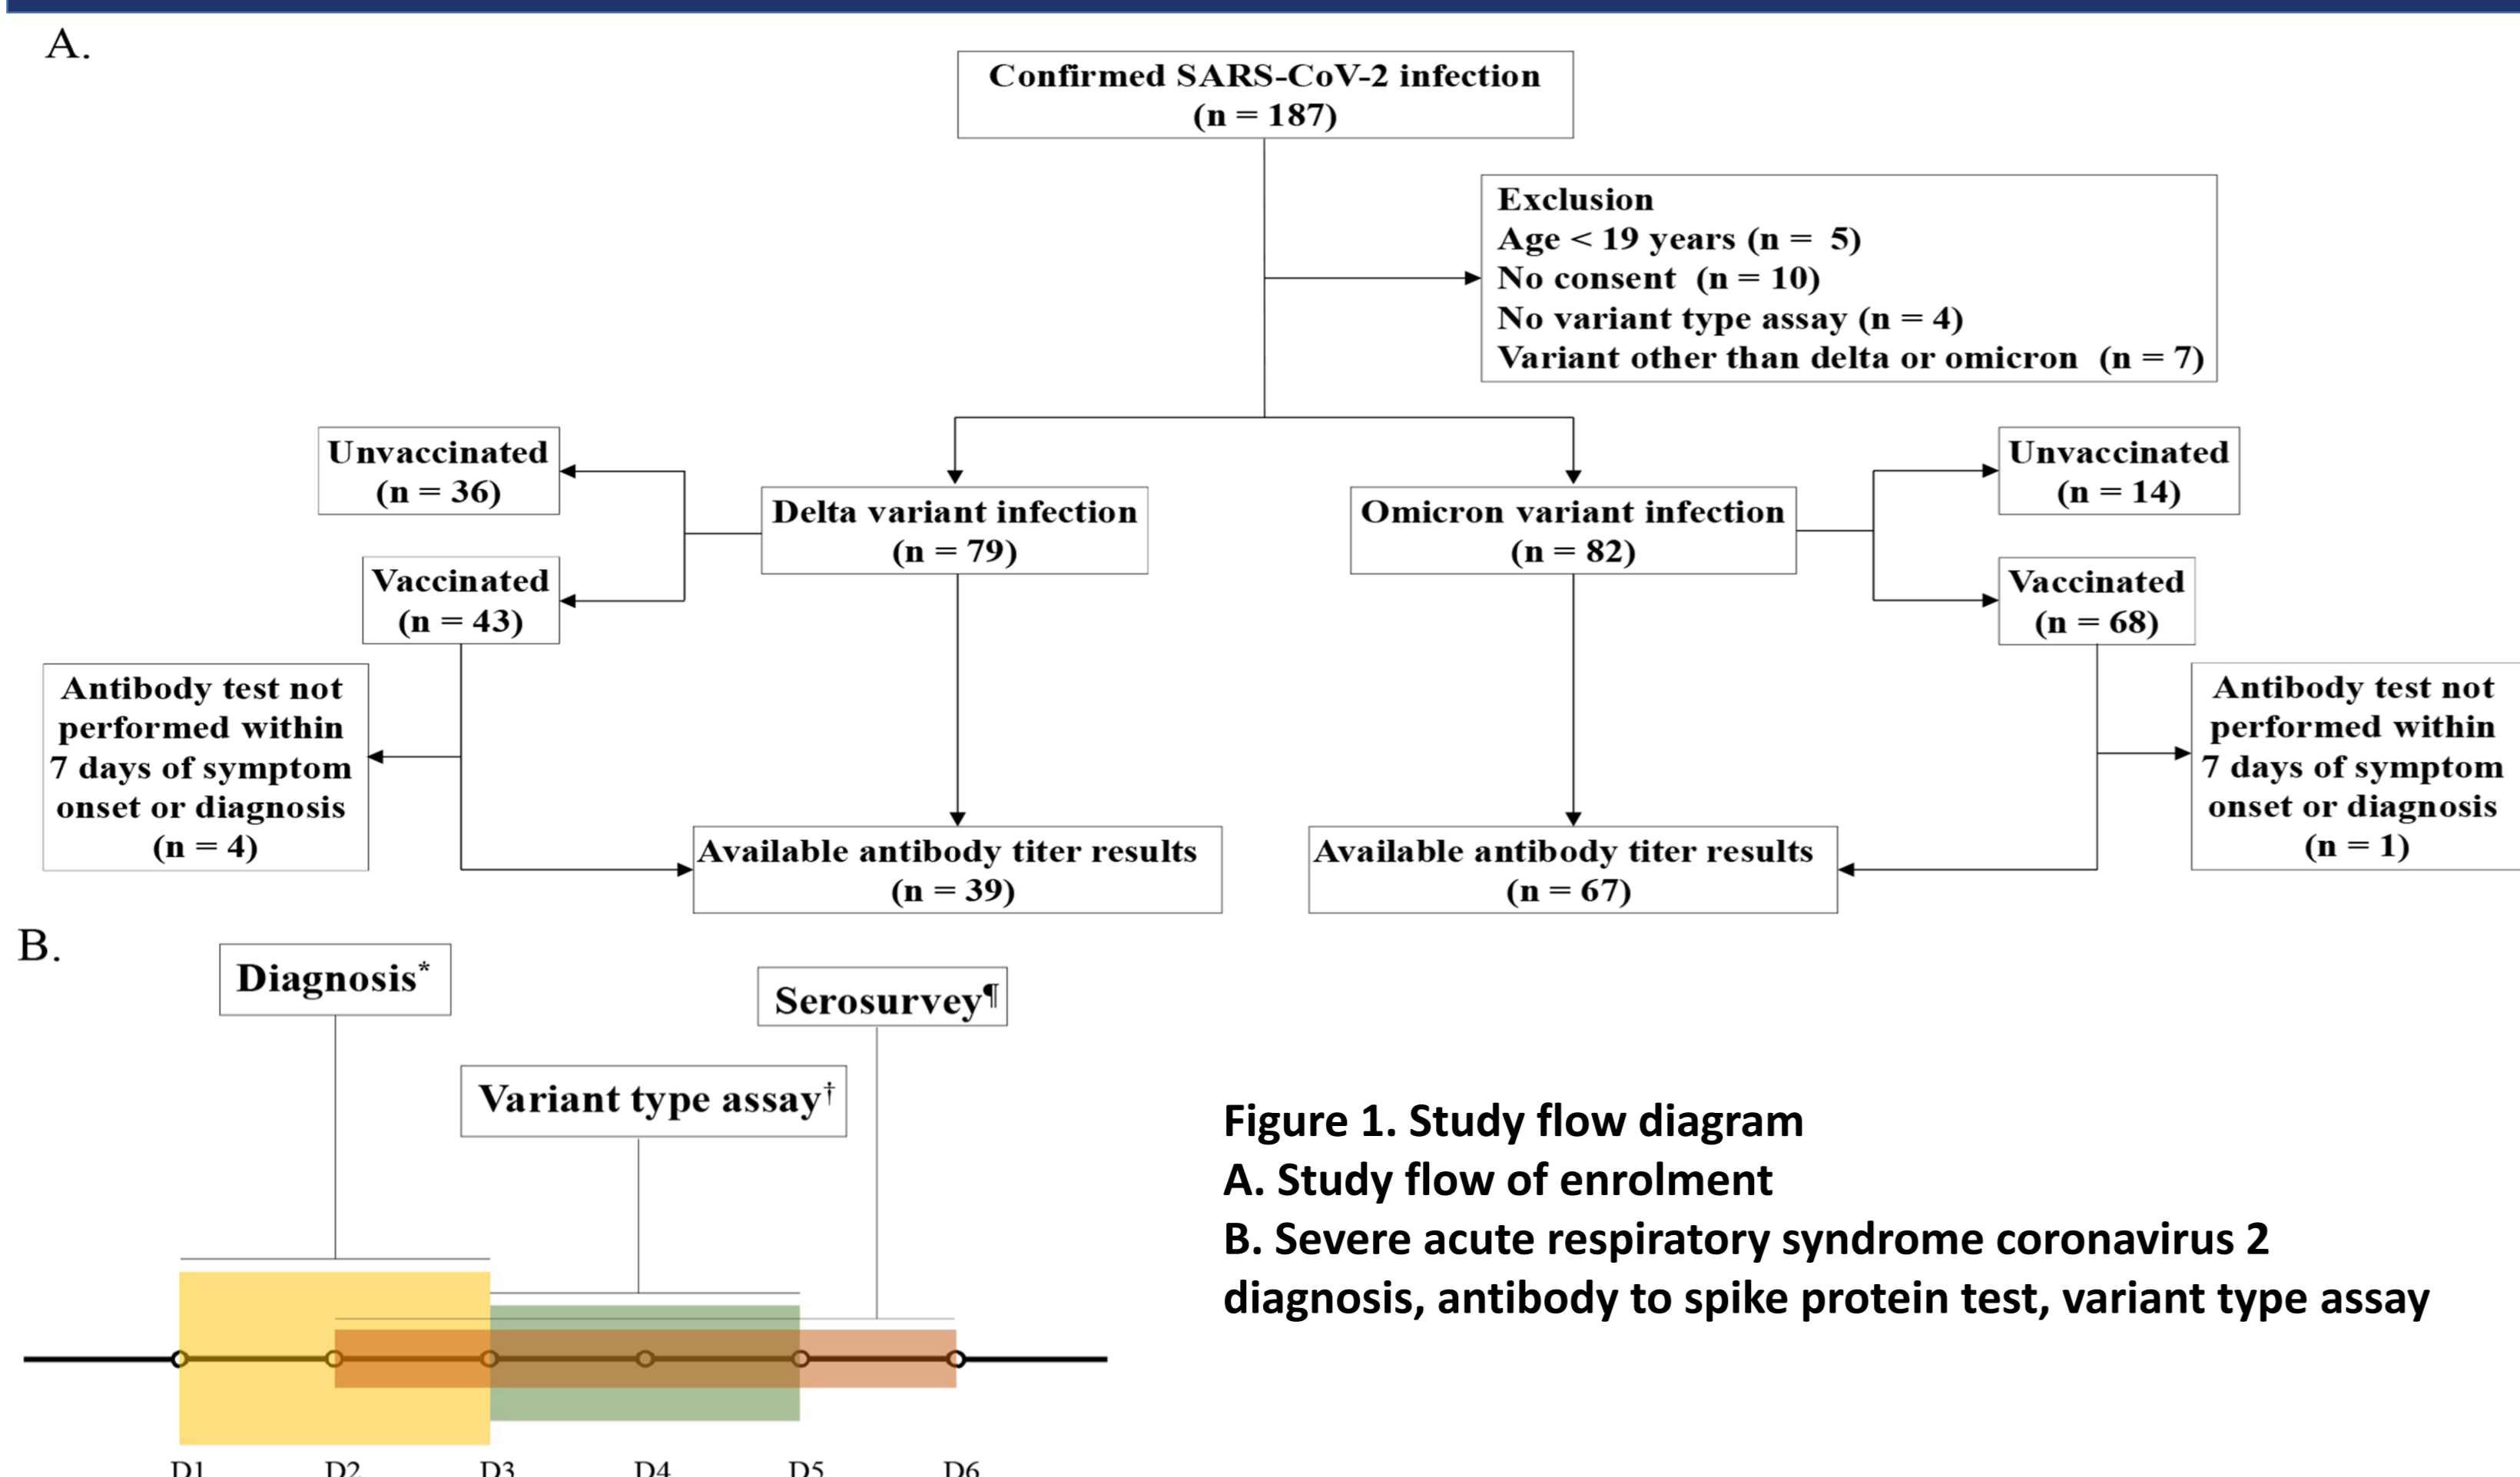 A.
Confirmed SARS-CoV-2 infection
(n = 187)
Exclusion
Age < 19 years (n =  5)
No consent  (n = 10)
No variant type assay (n = 4)
Variant other than delta or omicron  (n = 7)
Unvaccinated
(n = 36)
Delta variant infection
(n = 79)
Omicron variant infection
(n = 82)
Unvaccinated
(n = 14)
Vaccinated
(n = 43)
Vaccinated
(n = 68)
Antibody test not
performed within
7 days of symptom
onset or diagnosis
(n = 4)
Available antibody titer results
(n = 39)
Available antibody titer results
(n = 67)
Antibody test not
performed within
7 days of symptom
onset or diagnosis
(n = 1)
B.
Diagnosis*
Serosurvey¶
Variant type assay†
D1 D2 D3 D4 D5 D6
Figure 1. Study flow diagram
A. Study flow of enrolment
B. Severe acute respiratory syndrome coronavirus 2
diagnosis, antibody to spike protein test, variant type assay